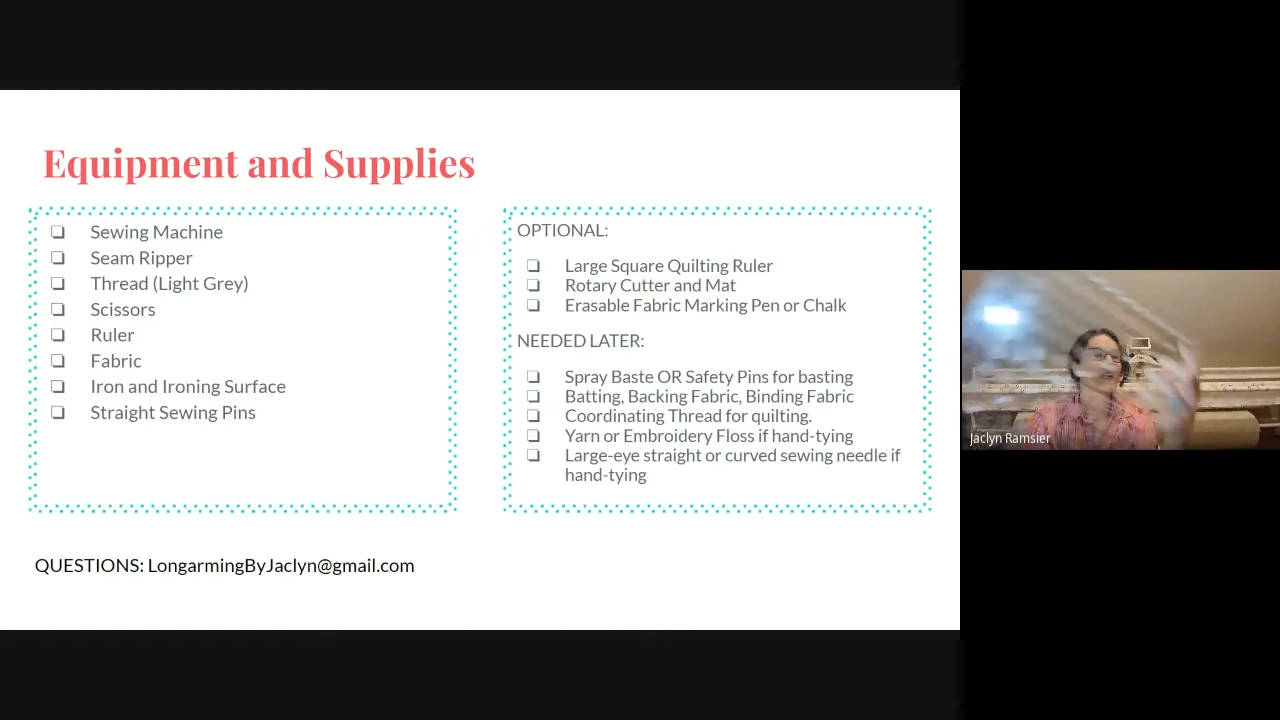 Equipment and Supplies
Sewing Machine
Seam Ripper
Thread (Light Grey)
Scissors
Ruler
Fabric
Iron and Ironing Surface
Straight Sewing Pins
OPTIONAL:
Large Square Quilting Ruler
Rotary Cutter and Mat
Erasable Fabric Marking Pen or Chalk
NEEDED LATER:
Spray Baste OR Safety Pins for basting
Batting, Backing Fabric, Binding Fabric
Coordinating Thread for quilting.
Yarn or Embroidery Floss if hand-tying
Large-eye straight or curved sewing needle if
hand-tying
QUESTIONS: LongarmingByJaclyn@gmail.com
Jaclyn Ramsier